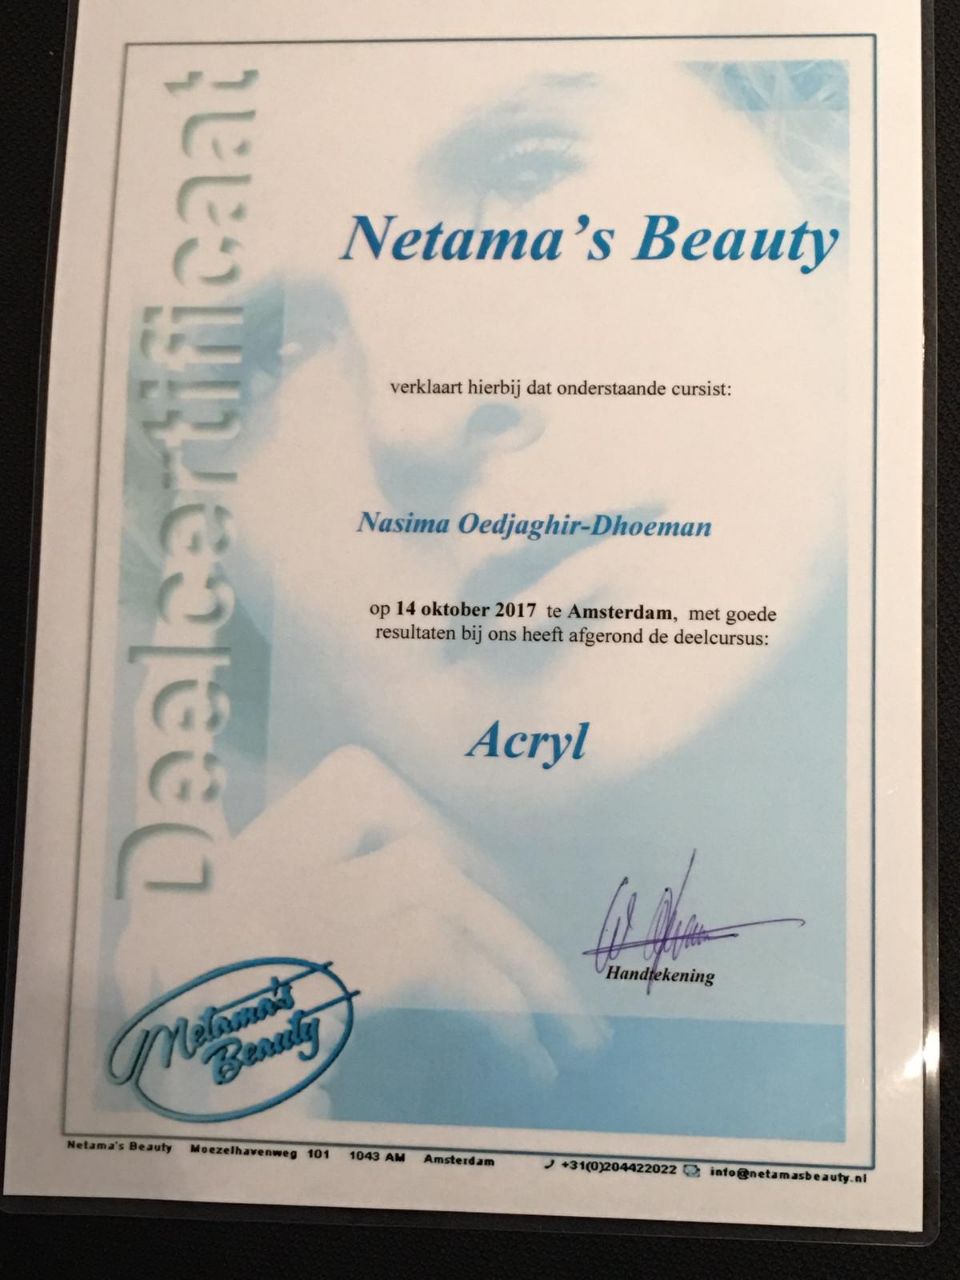 Deelcertificaat
Netama's Beauty
verklaart hierbij dat onderstaande cursist:
Nasima Oedjaghir-Dhoeman
op 14 oktober 2017 te Amsterdam, met goede
resultaten bij ons heeft afgerond de deelcursus:
Acryl
Handtekening
Netama's
Beauty
Netama's Beauty Moezelhavenweg 101 1043 AM Amsterdam +31(0)204422022 info@netamasbeauty.nl